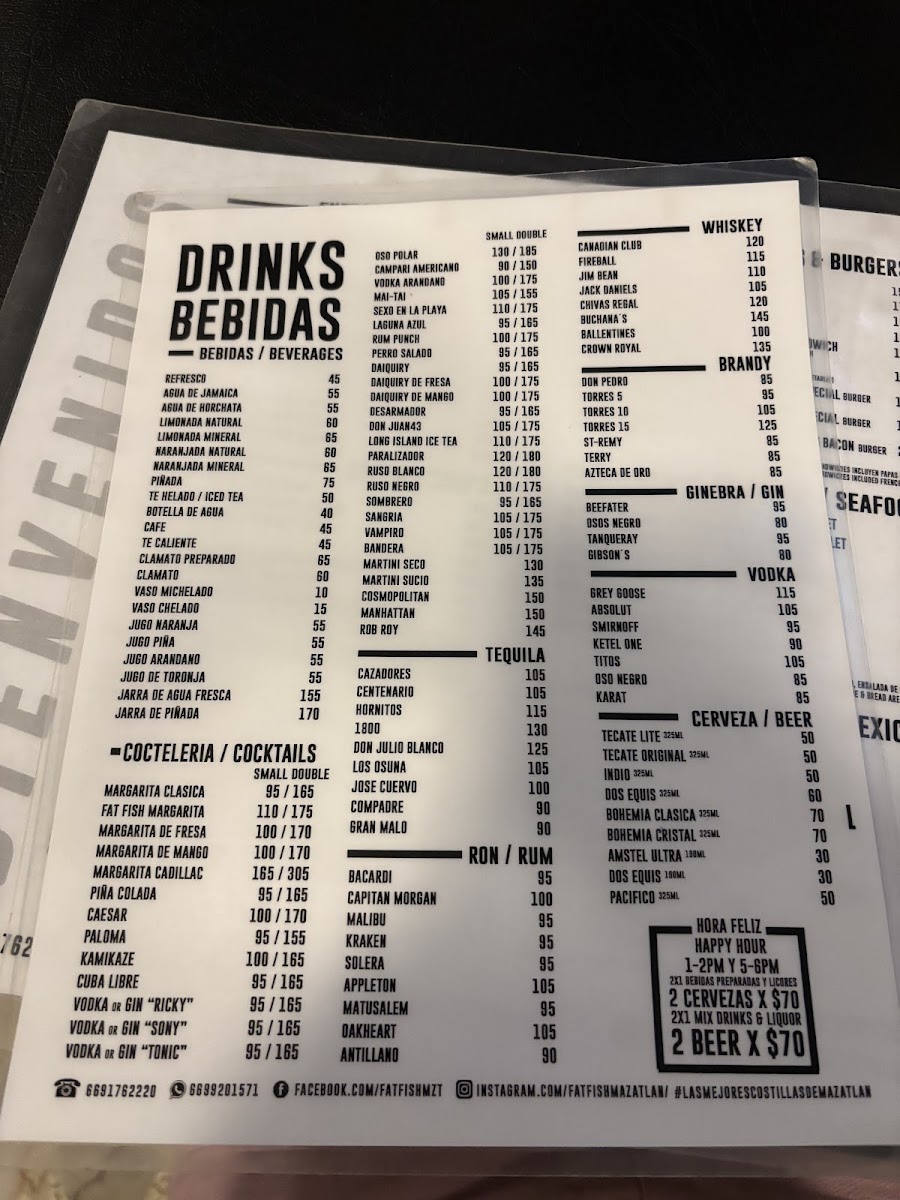 DRINKS
BEBIDAS
BEBIDAS / BEVERAGES
REFRESCO 45
AGUA DE JAMAICA 55
AGUA DE HORCHATA 55
LIMONADA NATURAL 60
LIMONADA MINERAL 65
NARANJADA NATURAL 60
NARANJADA MINERAL 65
PIÑADA 75
TE HELADO / ICED TEA 50
BOTELLA DE AGUA 40
CAFE 45
TE CALIENTE 45
CLAMATO PREPARADO 65
CLAMATO 60
VASO MICHELADO 10
VASO CHELADO 15
JUGO NARANJA 55
JUGO PIÑA 55
JUGO ARANDANO 55
JUGO DE TORONJA 55
JARRA DE AGUA FRESCA 155
JARRA DE PIÑADA 170
COCTELERIA / COCKTAILS
SMALL DOUBLE
MARGARITA CLASICA 95 / 165
FAT FISH MARGARITA 110 / 175
MARGARITA DE FRESA 100 / 170
MARGARITA DE MANGO 100 / 170
MARGARITA CADILLAC 165 / 305
PIÑA COLADA 95 / 165
CAESAR 100 / 170
PALOMA 95 / 155
KAMIKAZE 100 / 165
CUBA LIBRE 95 / 165
VODKA OR GIN "RICKY" 95 / 165
VODKA OR GIN "SONY" 95 / 165
VODKA OR GIN "TONIC" 95 / 165
SMALL DOUBLE
OSO POLAR 130 / 185
CAMPARI AMERICANO 90 / 150
VODKA ARANDANO 100 / 175
MAI-TAI 105 / 155
SEXO EN LA PLAYA 110 / 175
LAGUNA AZUL 95 / 165
RUM PUNCH 100 / 175
PERRO SALADO 95 / 165
DAIQUIRY 95 / 165
DAIQUIRY DE FRESA 100 / 175
DAIQUIRY DE MANGO 100 / 175
DESARMADOR 95 / 165
DON JUAN43 105 / 175
LONG ISLAND ICE TEA 110 / 175
PARALIZADOR 120 / 180
RUSO BLANCO 120 / 180
RUSO NEGRO 110 / 175
SOMBRERO 95 / 165
SANGRIA 105 / 175
VAMPIRO 105 / 175
BANDERA 105 / 175
MARTINI SECO 130
MARTINI SUCIO 135
COSMOPOLITAN 150
MANHATTAN 150
ROB ROY 145
TEQUILA
CAZADORES 105
CENTENARIO 105
HORNITOS 115
1800 130
DON JULIO BLANCO 125
LOS OSUNA 105
JOSE CUERVO 100
COMPADRE 90
GRAN MALO 90
RON / RUM
BACARDI 95
CAPITAN MORGAN 100
MALIBU 95
KRAKEN 95
SOLERA 95
APPLETON 105
MATUSALEM 95
OAKHEART 105
ANTILLANO 90
WHISKEY
CANADIAN CLUB 120
FIREBALL 115
JIM BEAN 110
JACK DANIELS 105
CHIVAS REGAL 120
BUCHANA´S 145
BALLENTINES 100
CROWN ROYAL 135
BRANDY
DON PEDRO 85
TORRES 5 95
TORRES 10 105
TORRES 15 125
ST-REMY 85
TERRY 85
AZTECA DE ORO 85
GINEBRA / GIN
BEEFATER 95
OSOS NEGRO 80
TANQUERAY 95
GIBSON´S 80
VODKA
GREY GOOSE 115
ABSOLUT 105
SMIRNOFF 95
KETEL ONE 90
TITOS 105
OSO NEGRO 85
KARAT 85
CERVEZA / BEER
TECATE LITE 325ML 50
TECATE ORIGINAL 325ML 50
INDIO 325ML 50
DOS EQUIS 325ML 60
BOHEMIA CLASICA 325ML 70
BOHEMIA CRISTAL 325ML 70
AMSTEL ULTRA 190ML 30
DOS EQUIS 190ML 30
PACIFICO 325ML 50
HORA FELIZ
HAPPY HOUR
1-2PM Y 5-6PM
2X1 BEBIDAS PREPARADAS Y LICORES
2 CERVEZAS X $70
2X1 MIX DRINKS & LIQUOR
2 BEER X $70
6691762220 6699201571 FACEBOOK.COM/FATFISHMZT INSTAGRAM.COM/FATFISHMAZATLAN/ #LASMEJORESCOSTILLASDEMAZATLAN
BIENVENIDOS
762
& BURGERS
BURGER
BURGER
BACON BURGER
SEAFOO
EXIC